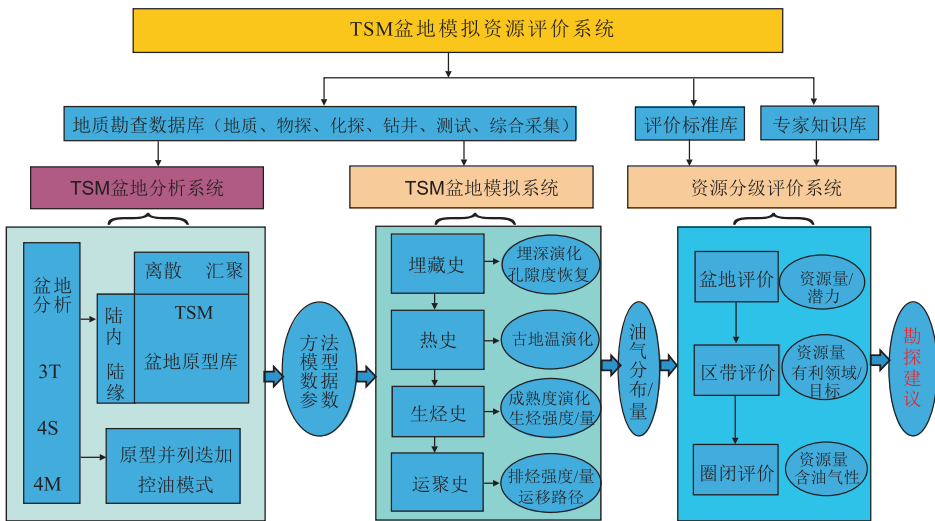 TSM盆地模拟资源评价系统
地质勘查数据库（地质、物探、化探、钻井、测试、综合采集）
评价标准库
专家知识库
TSM盆地分析系统
TSM盆地模拟系统
资源分级评价系统
盆地
分析
3T
4S
4M
离散 汇聚
陆
内
陆
缘
TSM
盆地原型库
原型并列迭加
控油模式
方法
模型
数据
参数
埋藏史
热史
生烃史
运聚史
埋深演化
孔隙度恢复
古地温演化
成熟度演化
生烃强度/量
排烃强度/量
运移路径
油
气
分
布/
量
盆地评价
区带评价
圈闭评价
资源量/
潜力
资源量
有利领域/
目标
资源量
含油气性
勘
探
建
议